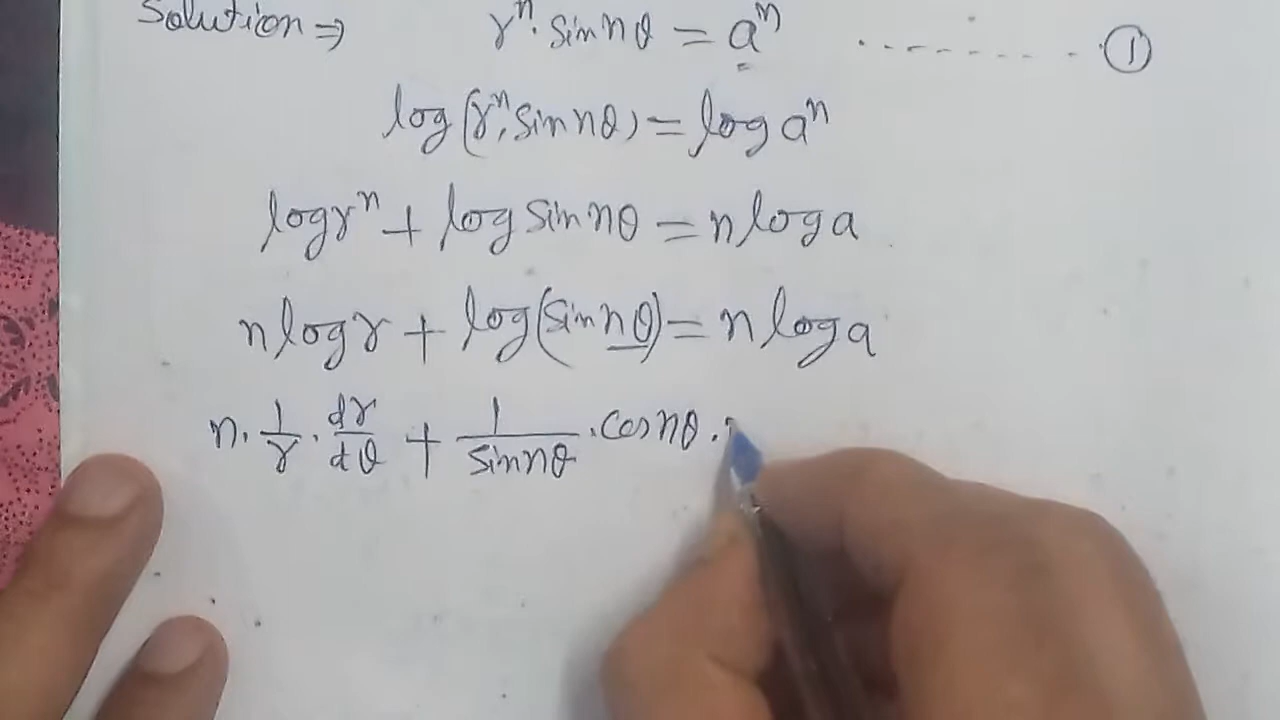 Solution ⇒ rⁿ. sin nθ = aⁿ ............ ①
log(rⁿ. sin nθ) = log aⁿ
log rⁿ + log sin nθ = n log a
n log r + log(sin nθ) = n log a
n. 1/r . dr/dθ + 1/sin nθ . cos nθ .